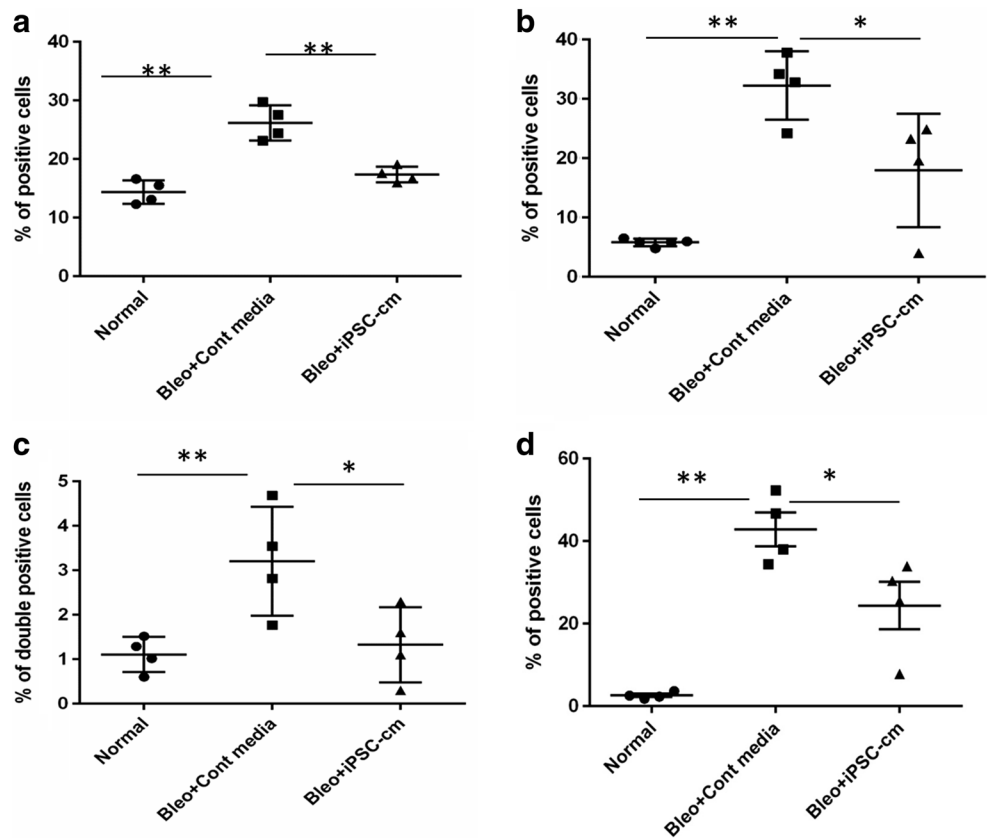 a
** **
40
30
20
10
0
% of positive cells
Normal
Bleo+Cont media
Bleo+iPSC-cm
b
** *
40
30
20
10
0
% of positive cells
Normal
Bleo+Cont media
Bleo+iPSC-cm
c
** *
5
4
3
2
1
0
% of double positive cells
Normal
Bleo+Cont media
Bleo+iPSC-cm
d
** *
60
40
20
0
% of positive cells
Normal
Bleo+Cont media
Bleo+iPSC-cm